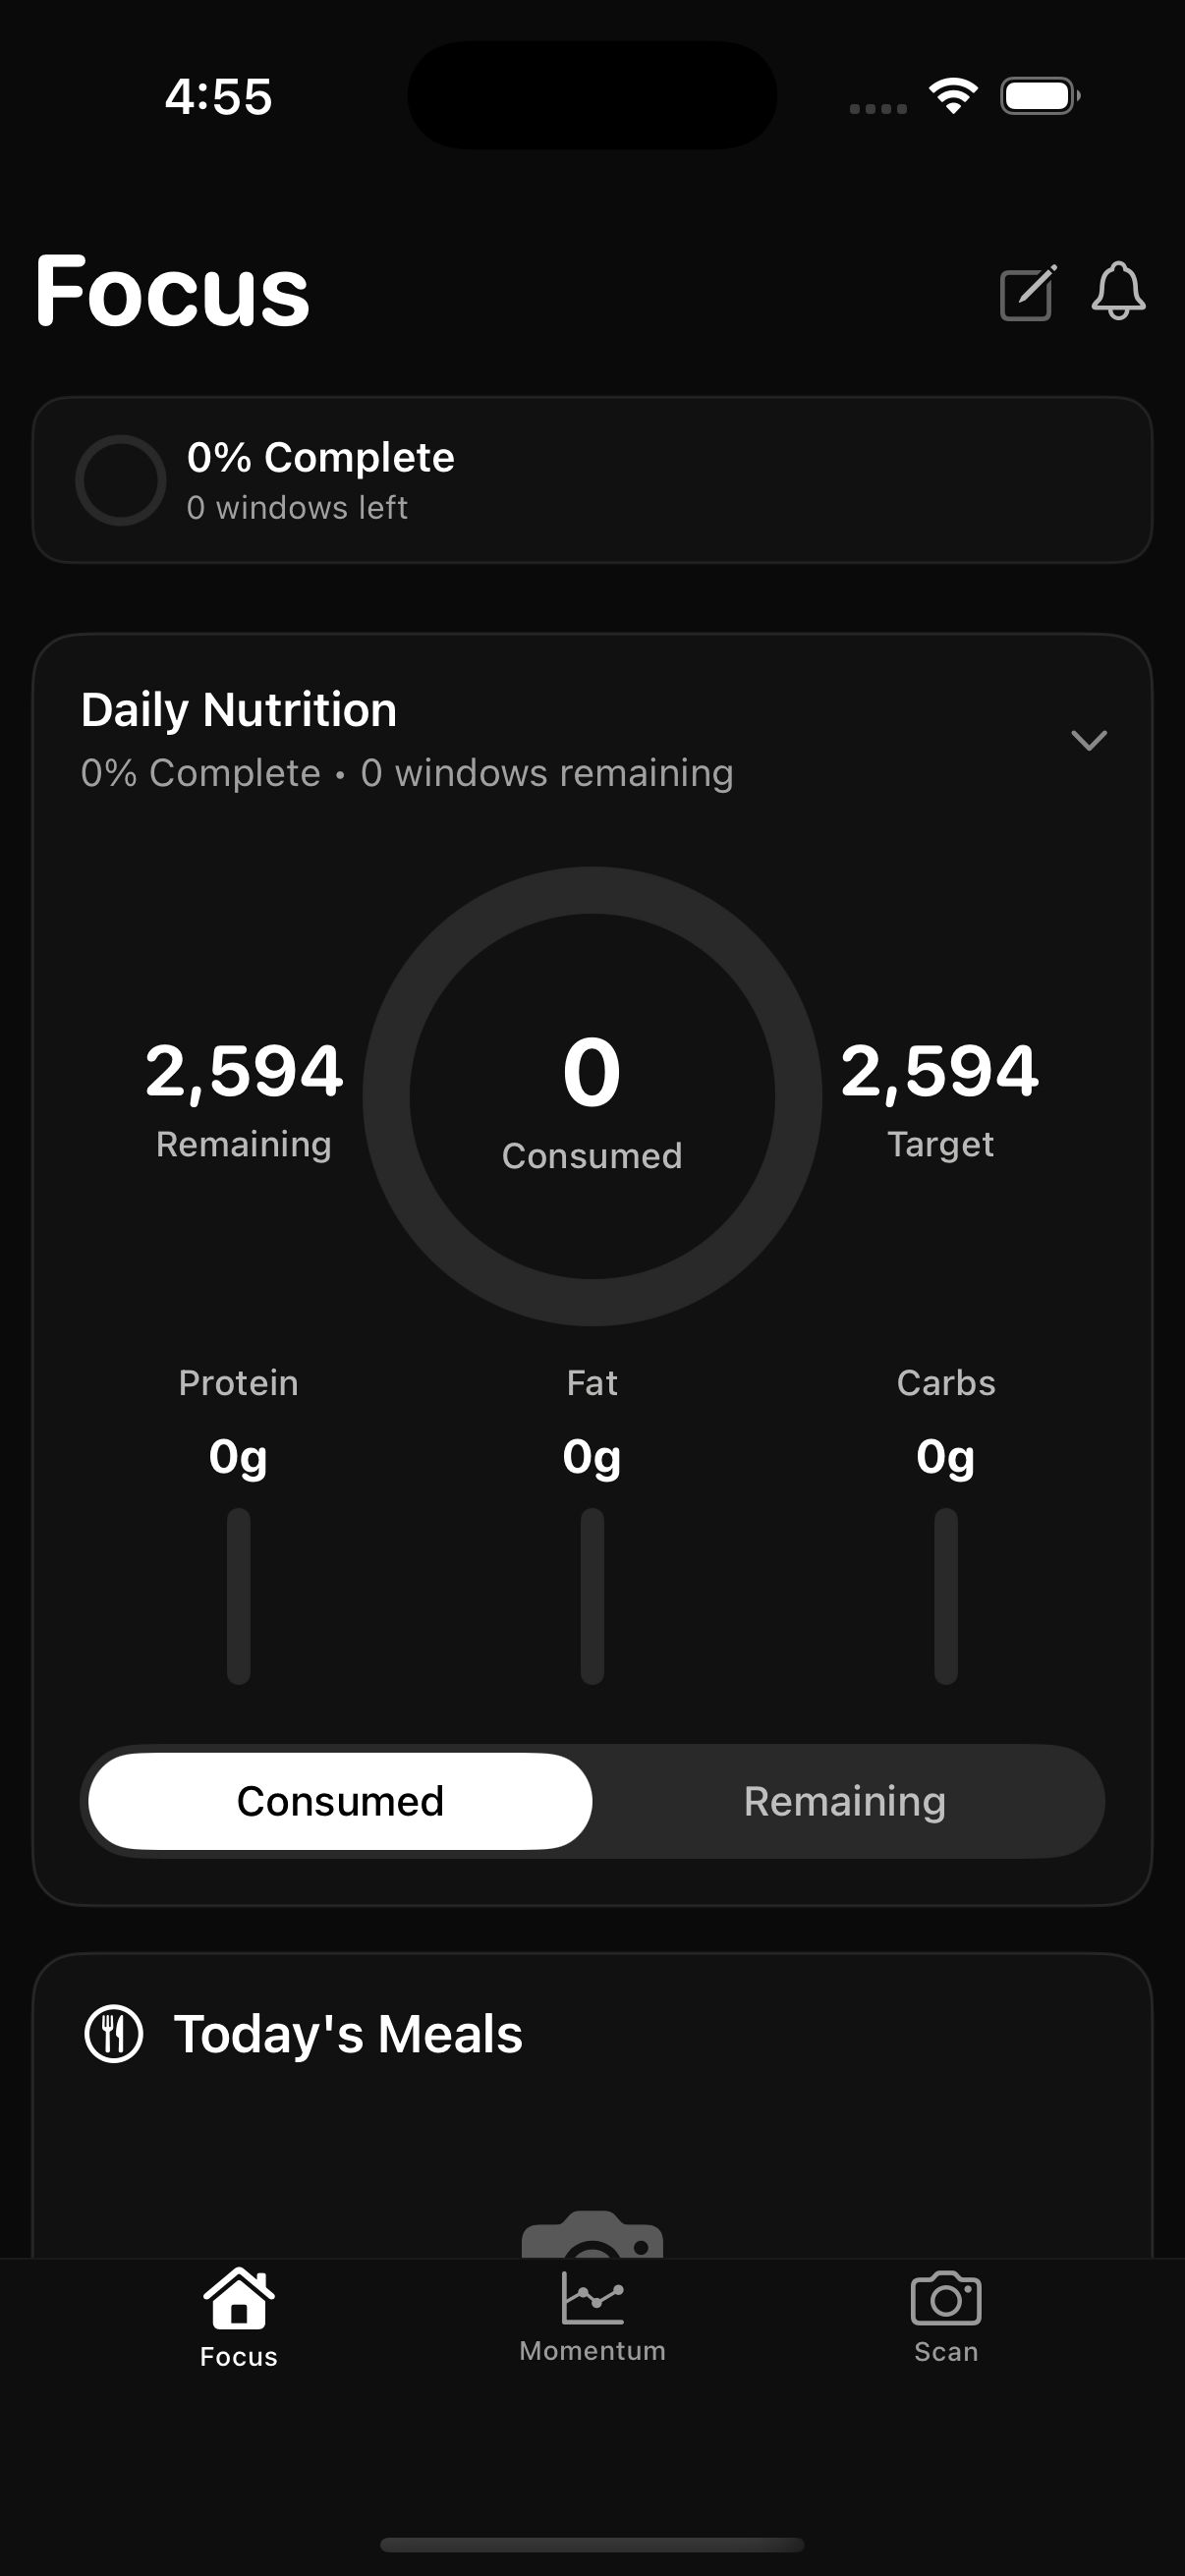 4:55
Focus
0% Complete
0 windows left
Daily Nutrition
0% Complete • 0 windows remaining
2,594
Remaining
0
Consumed
2,594
Target
Protein
Fat
Carbs
0g
0g
0g
Consumed
Remaining
Today's Meals
Focus
Momentum
Scan